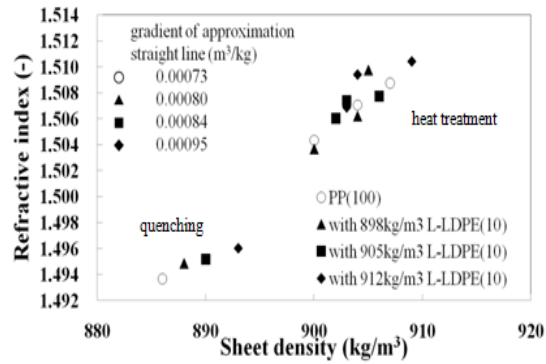 1.514
1.512
1.510
1.508
1.506
1.504
1.502
1.500
1.498
1.496
1.494
1.492
Refractive index (-)
gradient of approximation
straight line (m³/kg)
○ 0.00073
▲ 0.00080
■ 0.00084
◆ 0.00095
heat treatment
quenching
○PP(100)
▲with 898kg/m3 L-LDPE(10)
■with 905kg/m3 L-LDPE(10)
◆with 912kg/m3 L-LDPE(10)
880 890 900 910 920
Sheet density (kg/m³)